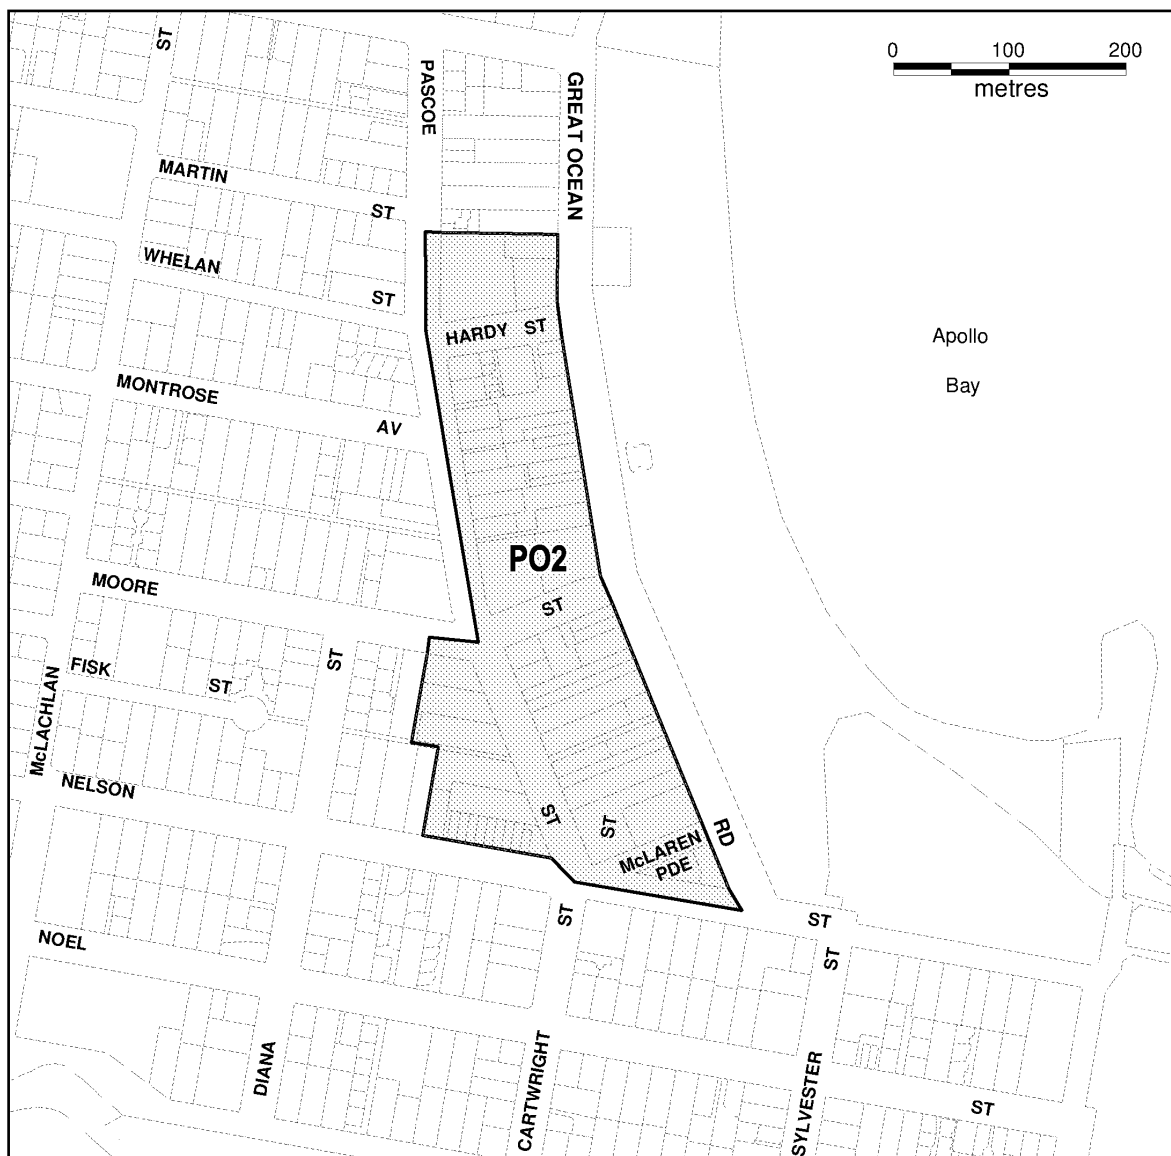 ST
0 100 200
metres
PASCOE
GREAT OCEAN
MARTIN
ST
WHELAN
ST
HARDY ST
Apollo
Bay
MONTROSE
AV
PO2
MOORE
ST
ST
FISK
ST
McLACHLAN
NELSON
ST
ST
RD
McLAREN
PDE
ST
ST
ST
NOEL
DIANA
CARTWRIGHT
SYLVESTER
ST